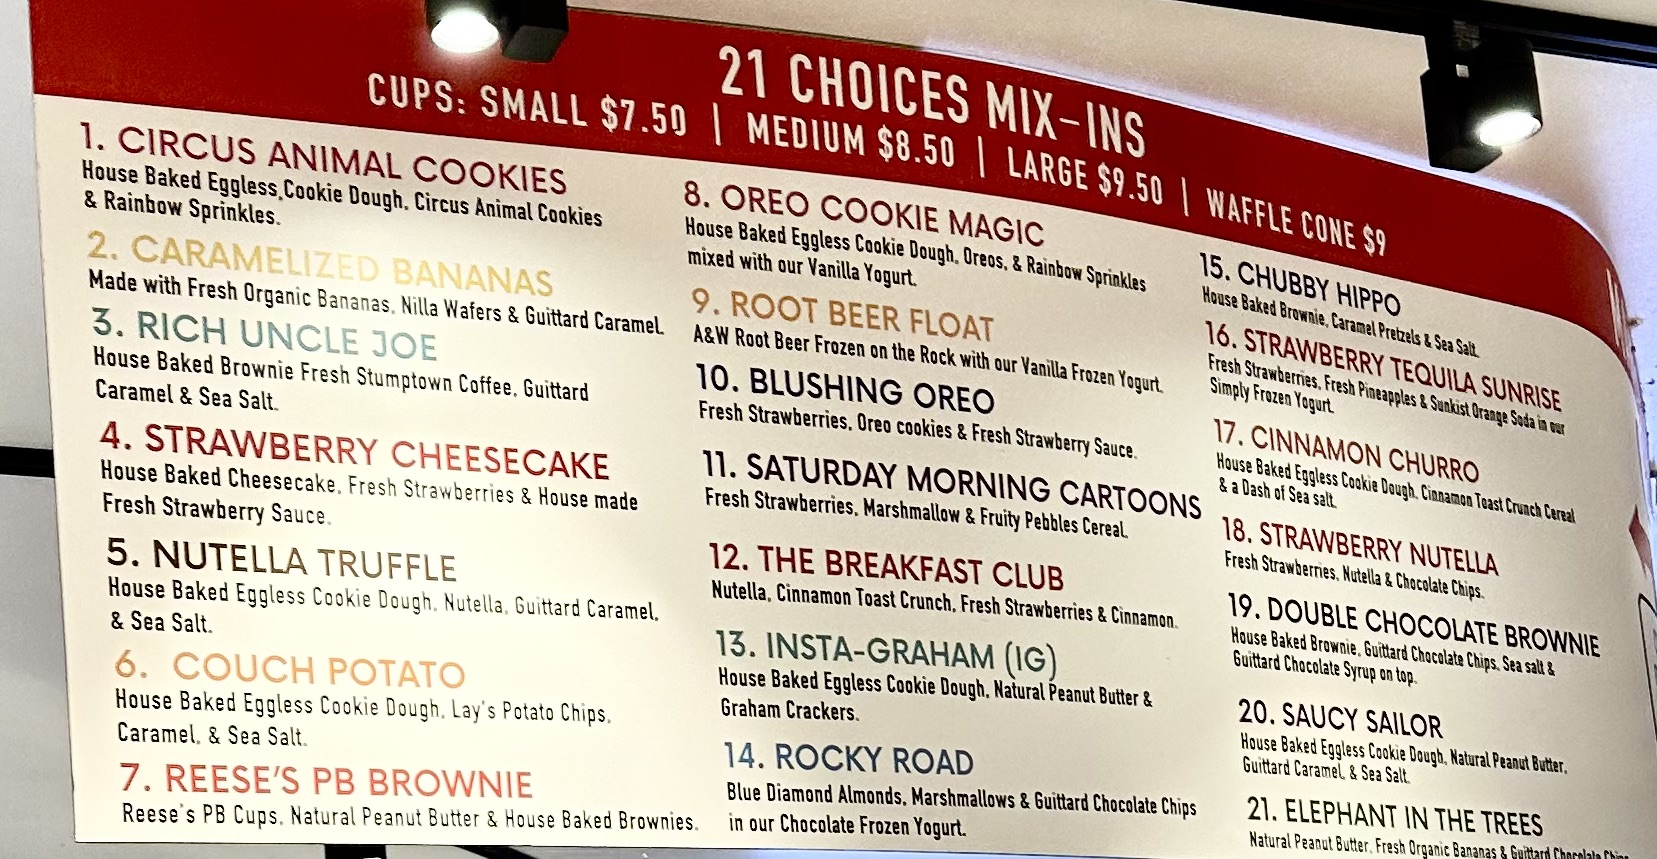 21 CHOICES MIX-INS
CUPS: SMALL $7.50 | MEDIUM $8.50 | LARGE $9.50 | WAFFLE CONE $9
1. CIRCUS ANIMAL COOKIES
House Baked Eggless Cookie Dough, Circus Animal Cookies
& Rainbow Sprinkles.
2. CARAMELIZED BANANAS
Made with Fresh Organic Bananas, Nilla Wafers & Guittard Caramel.
3. RICH UNCLE JOE
House Baked Brownie Fresh Stumptown Coffee, Guittard
Caramel & Sea Salt.
4. STRAWBERRY CHEESECAKE
House Baked Cheesecake, Fresh Strawberries & House made
Fresh Strawberry Sauce.
5. NUTELLA TRUFFLE
House Baked Eggless Cookie Dough, Nutella, Guittard Caramel,
& Sea Salt.
6. COUCH POTATO
House Baked Eggless Cookie Dough, Lay's Potato Chips,
Caramel, & Sea Salt.
7. REESE'S PB BROWNIE
Reese's PB Cups, Natural Peanut Butter & House Baked Brownies.
8. OREO COOKIE MAGIC
House Baked Eggless Cookie Dough, Oreos, & Rainbow Sprinkles
mixed with our Vanilla Yogurt.
9. ROOT BEER FLOAT
A&W Root Beer Frozen on the Rock with our Vanilla Frozen Yogurt.
10. BLUSHING OREO
Fresh Strawberries, Oreo cookies & Fresh Strawberry Sauce.
11. SATURDAY MORNING CARTOONS
Fresh Strawberries, Marshmallow & Fruity Pebbles Cereal.
12. THE BREAKFAST CLUB
Nutella, Cinnamon Toast Crunch, Fresh Strawberries & Cinnamon.
13. INSTA-GRAHAM (IG)
House Baked Eggless Cookie Dough, Natural Peanut Butter &
Graham Crackers.
14. ROCKY ROAD
Blue Diamond Almonds, Marshmallows & Guittard Chocolate Chips
in our Chocolate Frozen Yogurt.
15. CHUBBY HIPPO
House Baked Brownie, Caramel Pretzels & Sea Salt.
16. STRAWBERRY TEQUILA SUNRISE
Fresh Strawberries, Fresh Pineapples & Sunkist Orange Soda in our
Simply Frozen Yogurt.
17. CINNAMON CHURRO
House Baked Eggless Cookie Dough, Cinnamon Toast Crunch Cereal
& a Dash of Sea salt.
18. STRAWBERRY NUTELLA
Fresh Strawberries, Nutella & Chocolate Chips.
19. DOUBLE CHOCOLATE BROWNIE
House Baked Brownie, Guittard Chocolate Chips, Sea salt &
Guittard Chocolate Syrup on top.
20. SAUCY SAILOR
House Baked Eggless Cookie Dough, Natural Peanut Butter,
Guittard Caramel, & Sea Salt.
21. ELEPHANT IN THE TREES
Natural Peanut Butter, Fresh Organic Bananas & Guittard Chocolate